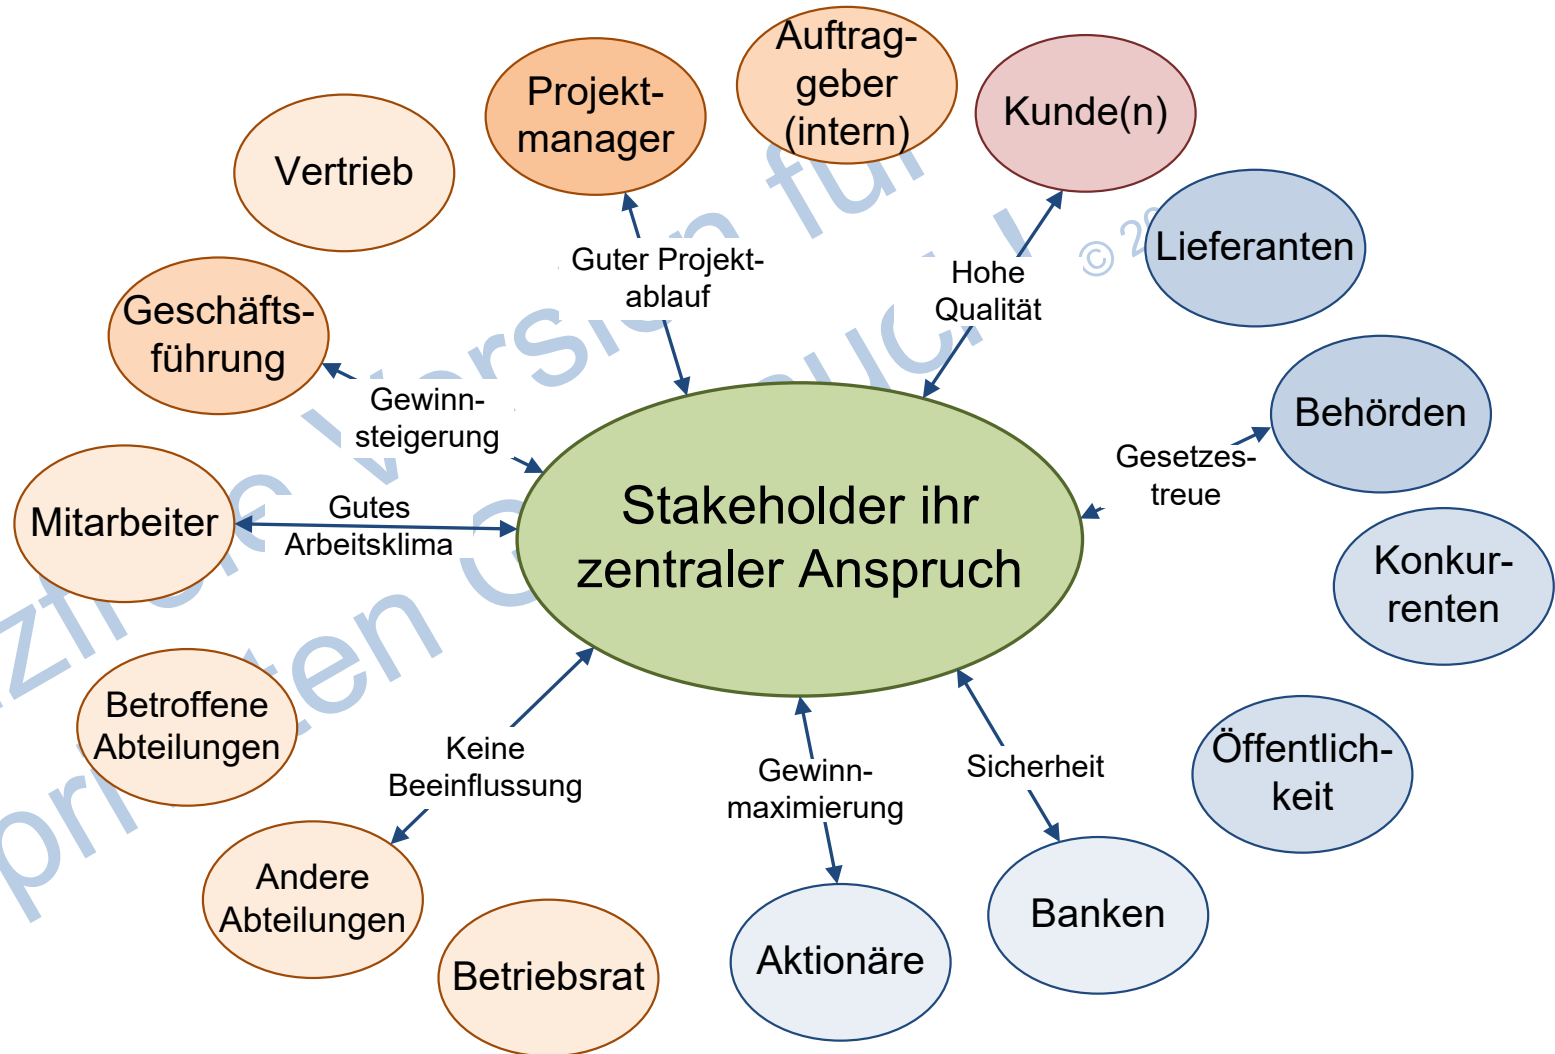 Auftrag-
geber
(intern)
Projekt-
manager
Kunde(n)
Vertrieb
Lieferanten
Guter Projekt-
ablauf
Hohe
Qualität
© 20
Geschäfts-
führung
Gewinn-
steigerung
Behörden
Gesetzes-
treue
Mitarbeiter
Gutes
Arbeitsklima
Stakeholder ihr
zentraler Anspruch
Konkur-
renten
Betroffene
Abteilungen
Keine
Beeinflussung
Gewinn-
maximierung
Sicherheit
Öffentlich-
keit
Andere
Abteilungen
Betriebsrat
Aktionäre
Banken